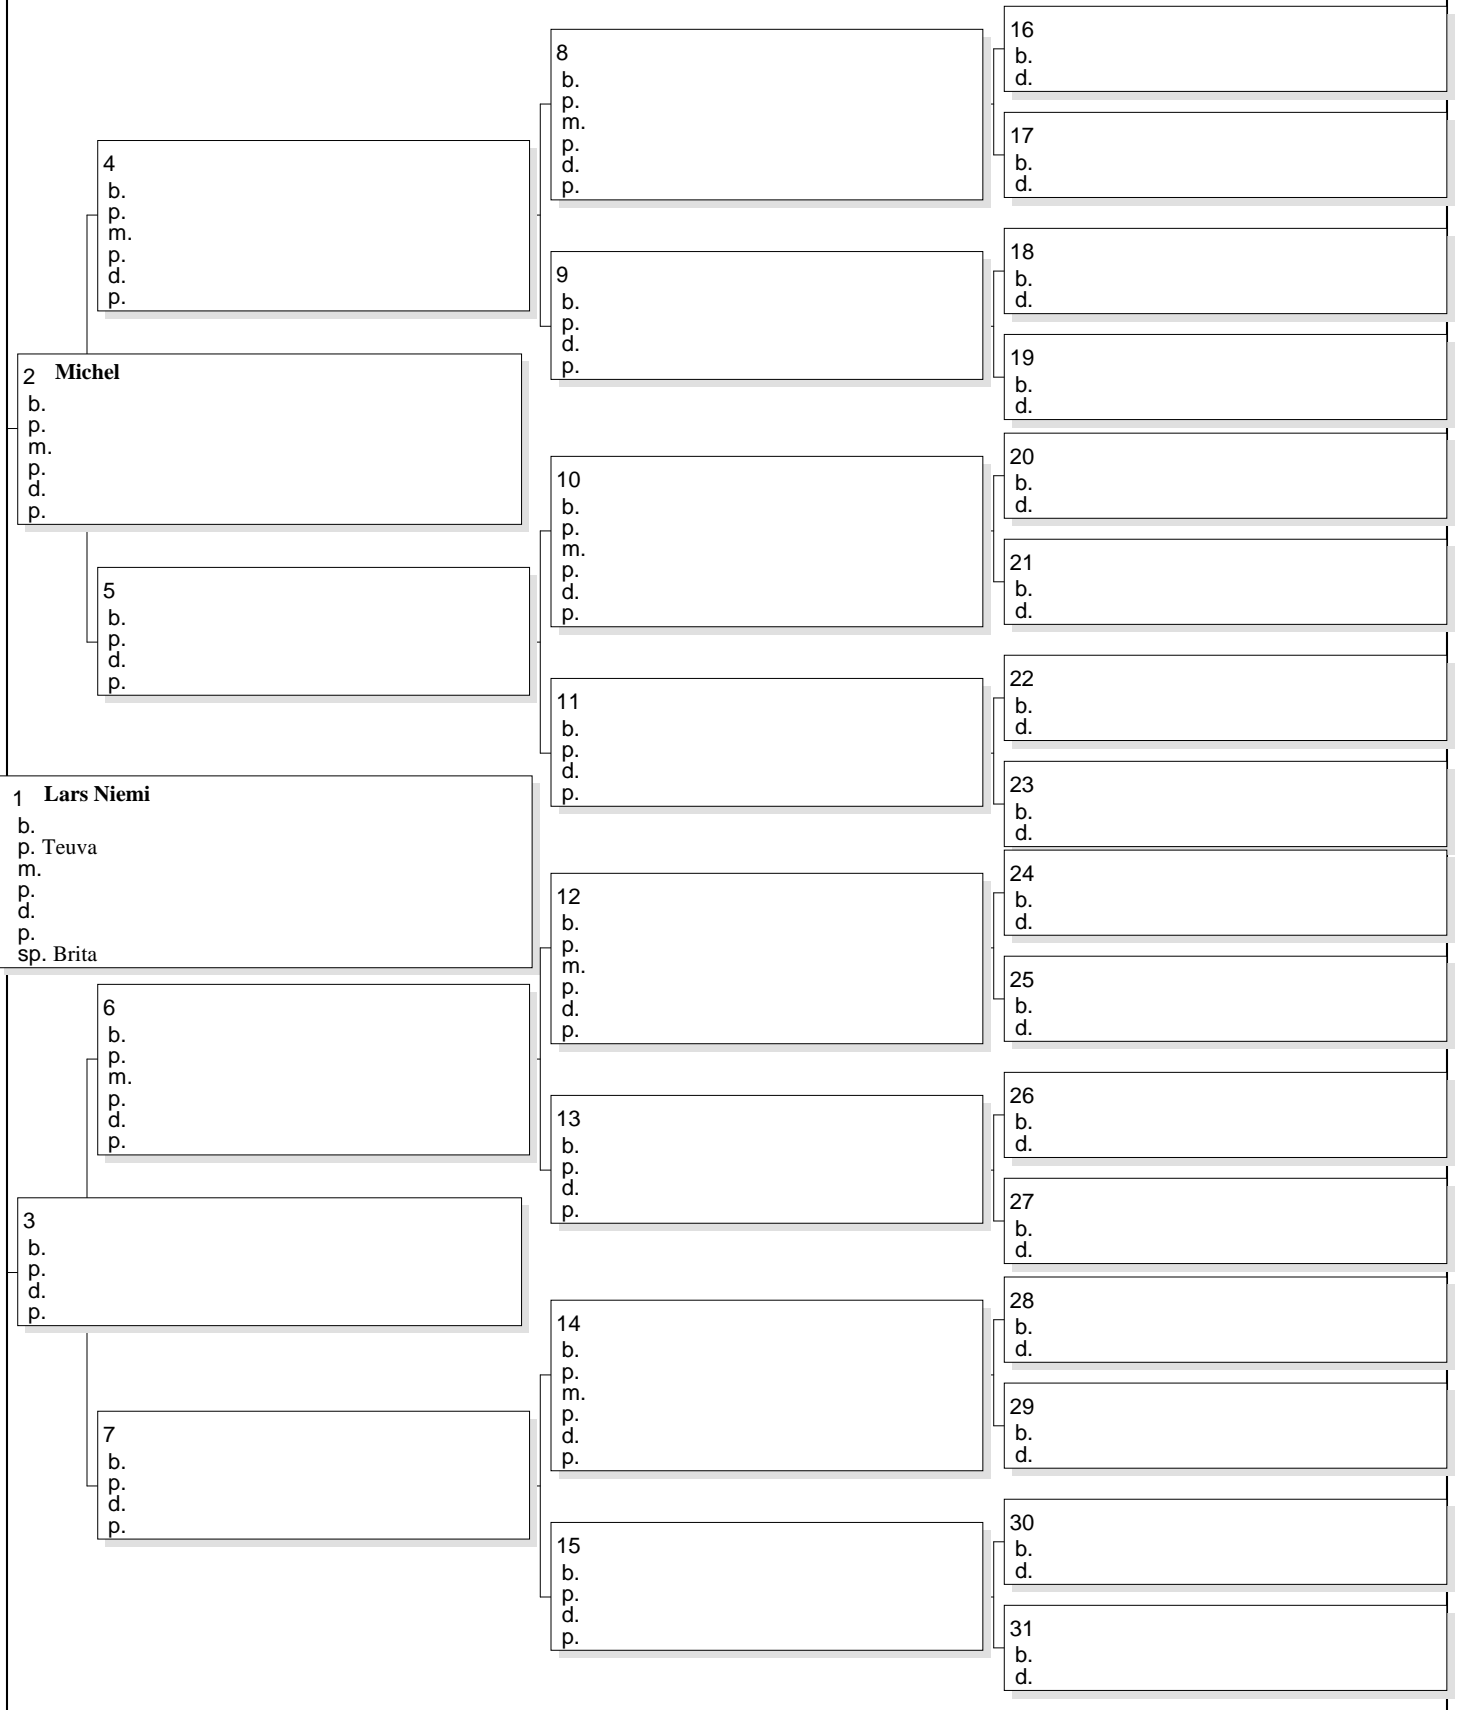 16
b.
d.
8
b.
p.
m.
p.
d.
p.
17
b.
d.
4
b.
p.
m.
p.
d.
p.
18
b.
d.
9
b.
p.
d.
p.
19
b.
d.
2 Michel
b.
p.
m.
p.
d.
p.
20
b.
d.
10
b.
p.
m.
p.
d.
p.
21
b.
d.
5
b.
p.
d.
p.
22
b.
d.
11
b.
p.
d.
p.
23
b.
d.
1 Lars Niemi
b.
p. Teuva
m.
p.
d.
p.
sp. Brita
24
b.
d.
12
b.
p.
m.
p.
d.
p.
25
b.
d.
6
b.
p.
m.
p.
d.
p.
26
b.
d.
13
b.
p.
d.
p.
27
b.
d.
3
b.
p.
d.
p.
28
b.
d.
14
b.
p.
m.
p.
d.
p.
29
b.
d.
7
b.
p.
d.
p.
30
b.
d.
15
b.
p.
d.
p.
31
b.
d.